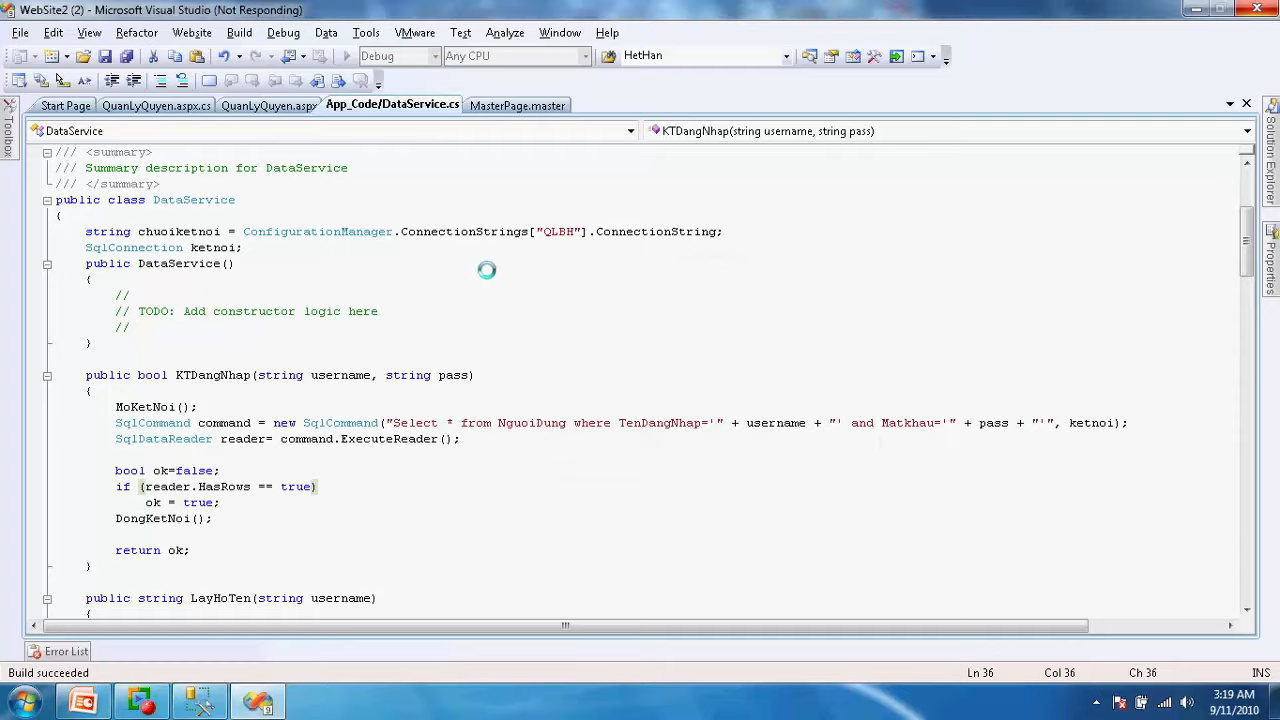 WebSite2 (2) - Microsoft Visual Studio (Not Responding)
File Edit View Refactor Website Build Debug Data Tools VMware Test Analyze Window Help
Debug Any CPU HetHan
Start Page QuanLyQuyen.aspx.cs QuanLyQuyen.aspx App_Code/DataService.cs MasterPage.master
DataService KTDangNhap(string username, string pass)
Toolbox
Solution Explorer
Properties
/// <summary>
/// Summary description for DataService
/// </summary>
public class DataService
{
string chuoiketnoi = ConfigurationManager.ConnectionStrings["QLBH"].ConnectionString;
SqlConnection ketnoi;
public DataService()
{
//
// TODO: Add constructor logic here
//
}
public bool KTDangNhap(string username, string pass)
{
MoKetNoi();
SqlCommand command = new SqlCommand("Select * from NguoiDung where TenDangNhap='" + username + "' and Matkhau='" + pass + "'", ketnoi);
SqlDataReader reader= command.ExecuteReader();
bool ok=false;
if (reader.HasRows == true)
ok = true;
DongKetNoi();
return ok;
}
public string LayHoTen(string username)
{
Error List
Build succeeded Ln 36 Col 36 Ch 36 INS
3:19 AM
9/11/2010